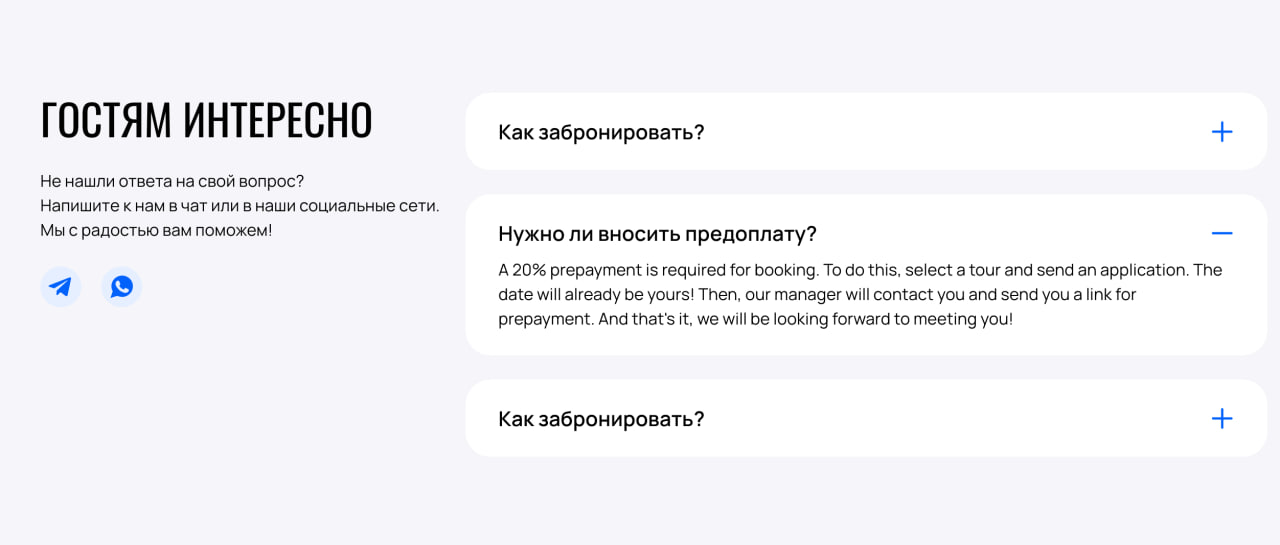 ГОСТЯМ ИНТЕРЕСНО
Не нашли ответа на свой вопрос?
Напишите к нам в чат или в наши социальные сети.
Мы с радостью вам поможем!
Как забронировать?
Нужно ли вносить предоплату?
A 20% prepayment is required for booking. To do this, select a tour and send an application. The
date will already be yours! Then, our manager will contact you and send you a link for
prepayment. And that's it, we will be looking forward to meeting you!
Как забронировать?